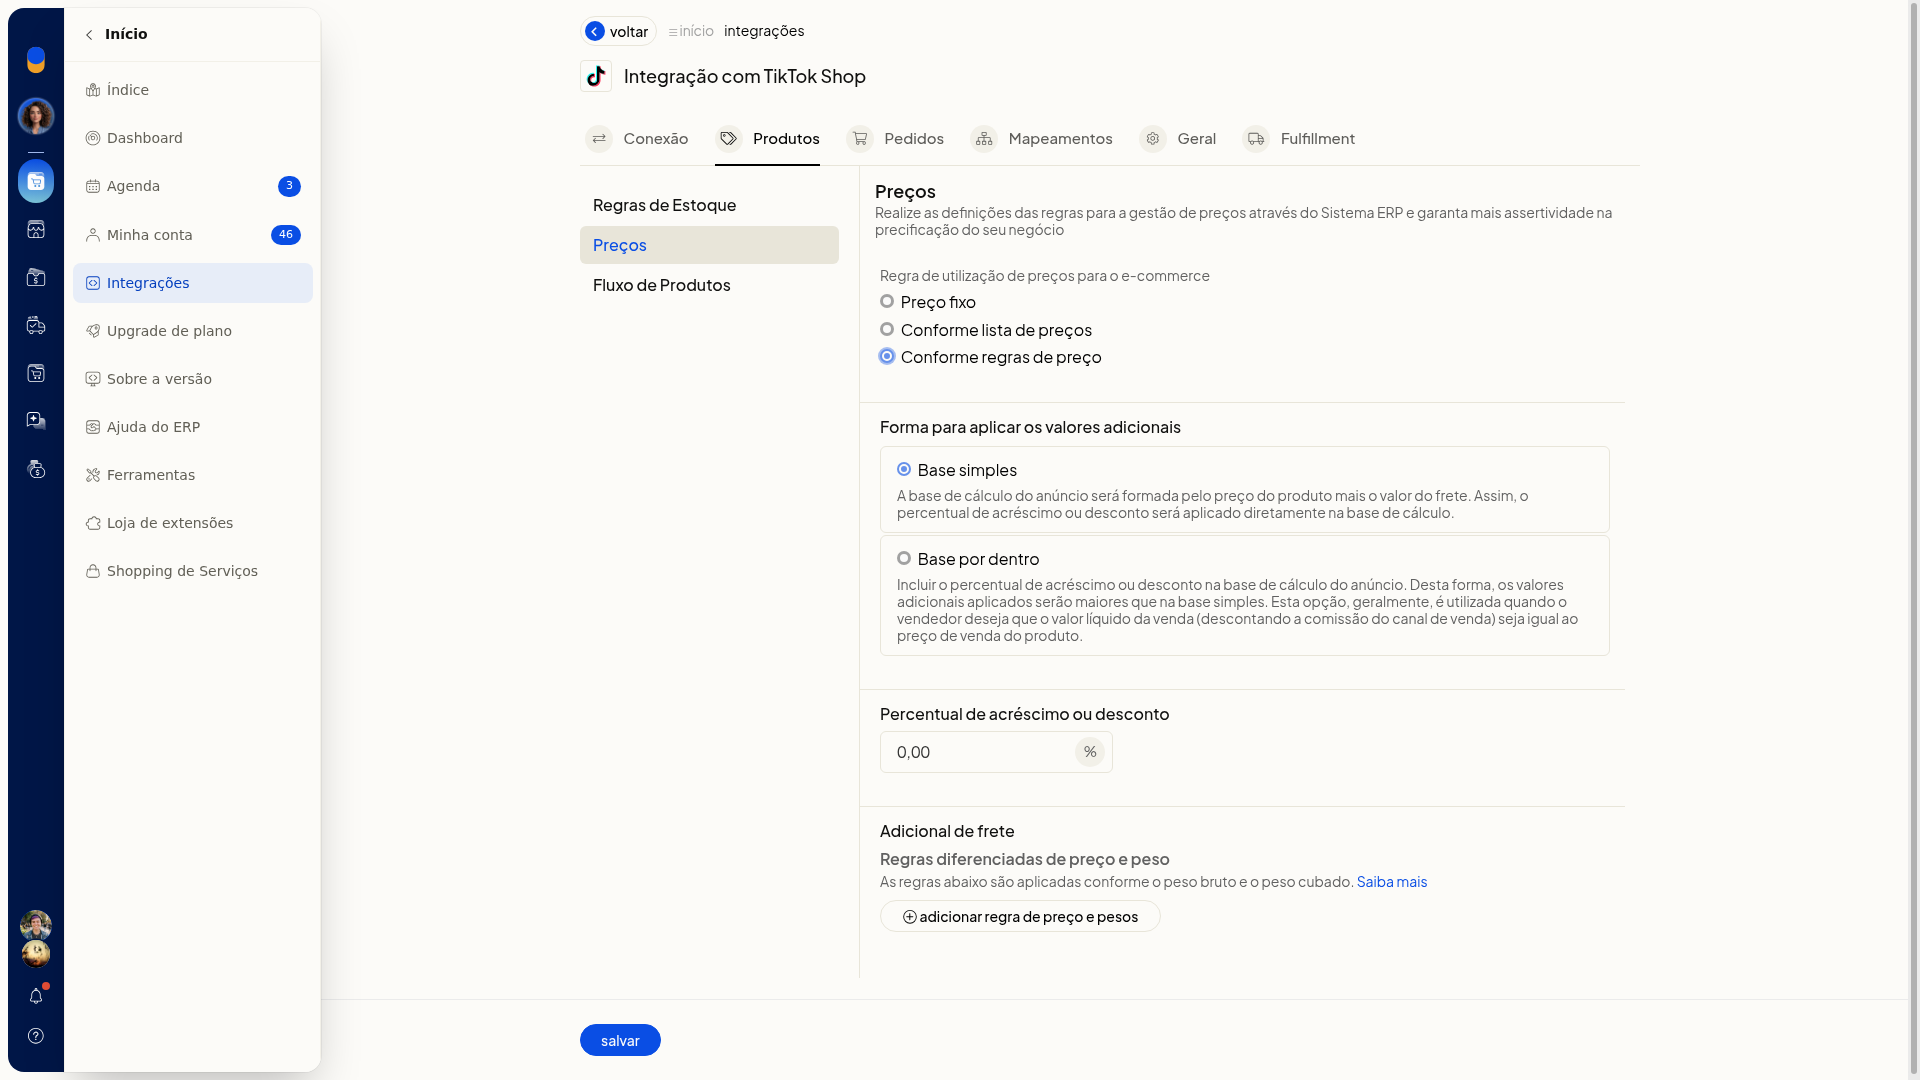 Início
Índice
Dashboard
Agenda
3
Minha conta
46
Integrações
Upgrade de plano
Sobre a versão
Ajuda do ERP
Ferramentas
Loja de extensões
Shopping de Serviços
voltar
início
integrações
Integração com TikTok Shop
Conexão
Produtos
Pedidos
Mapeamentos
Geral
Fulfillment
Regras de Estoque
Preços
Fluxo de Produtos
Preços
Realize as definições das regras para a gestão de preços através do Sistema ERP e garanta mais assertividade na
precificação do seu negócio
Regra de utilização de preços para o e-commerce
Preço fixo
Conforme lista de preços
Conforme regras de preço
Forma para aplicar os valores adicionais
Base simples
A base de cálculo do anúncio será formada pelo preço do produto mais o valor do frete. Assim, o
percentual de acréscimo ou desconto será aplicado diretamente na base de cálculo.
Base por dentro
Incluir o percentual de acréscimo ou desconto na base de cálculo do anúncio. Desta forma, os valores
adicionais aplicados serão maiores que na base simples. Esta opção, geralmente, é utilizada quando o
vendedor deseja que o valor líquido da venda (descontando a comissão do canal de venda) seja igual ao
preço de venda do produto.
Percentual de acréscimo ou desconto
0,00 %
Adicional de frete
Regras diferenciadas de preço e peso
As regras abaixo são aplicadas conforme o peso bruto e o peso cubado. Saiba mais
adicionar regra de preço e pesos
salvar